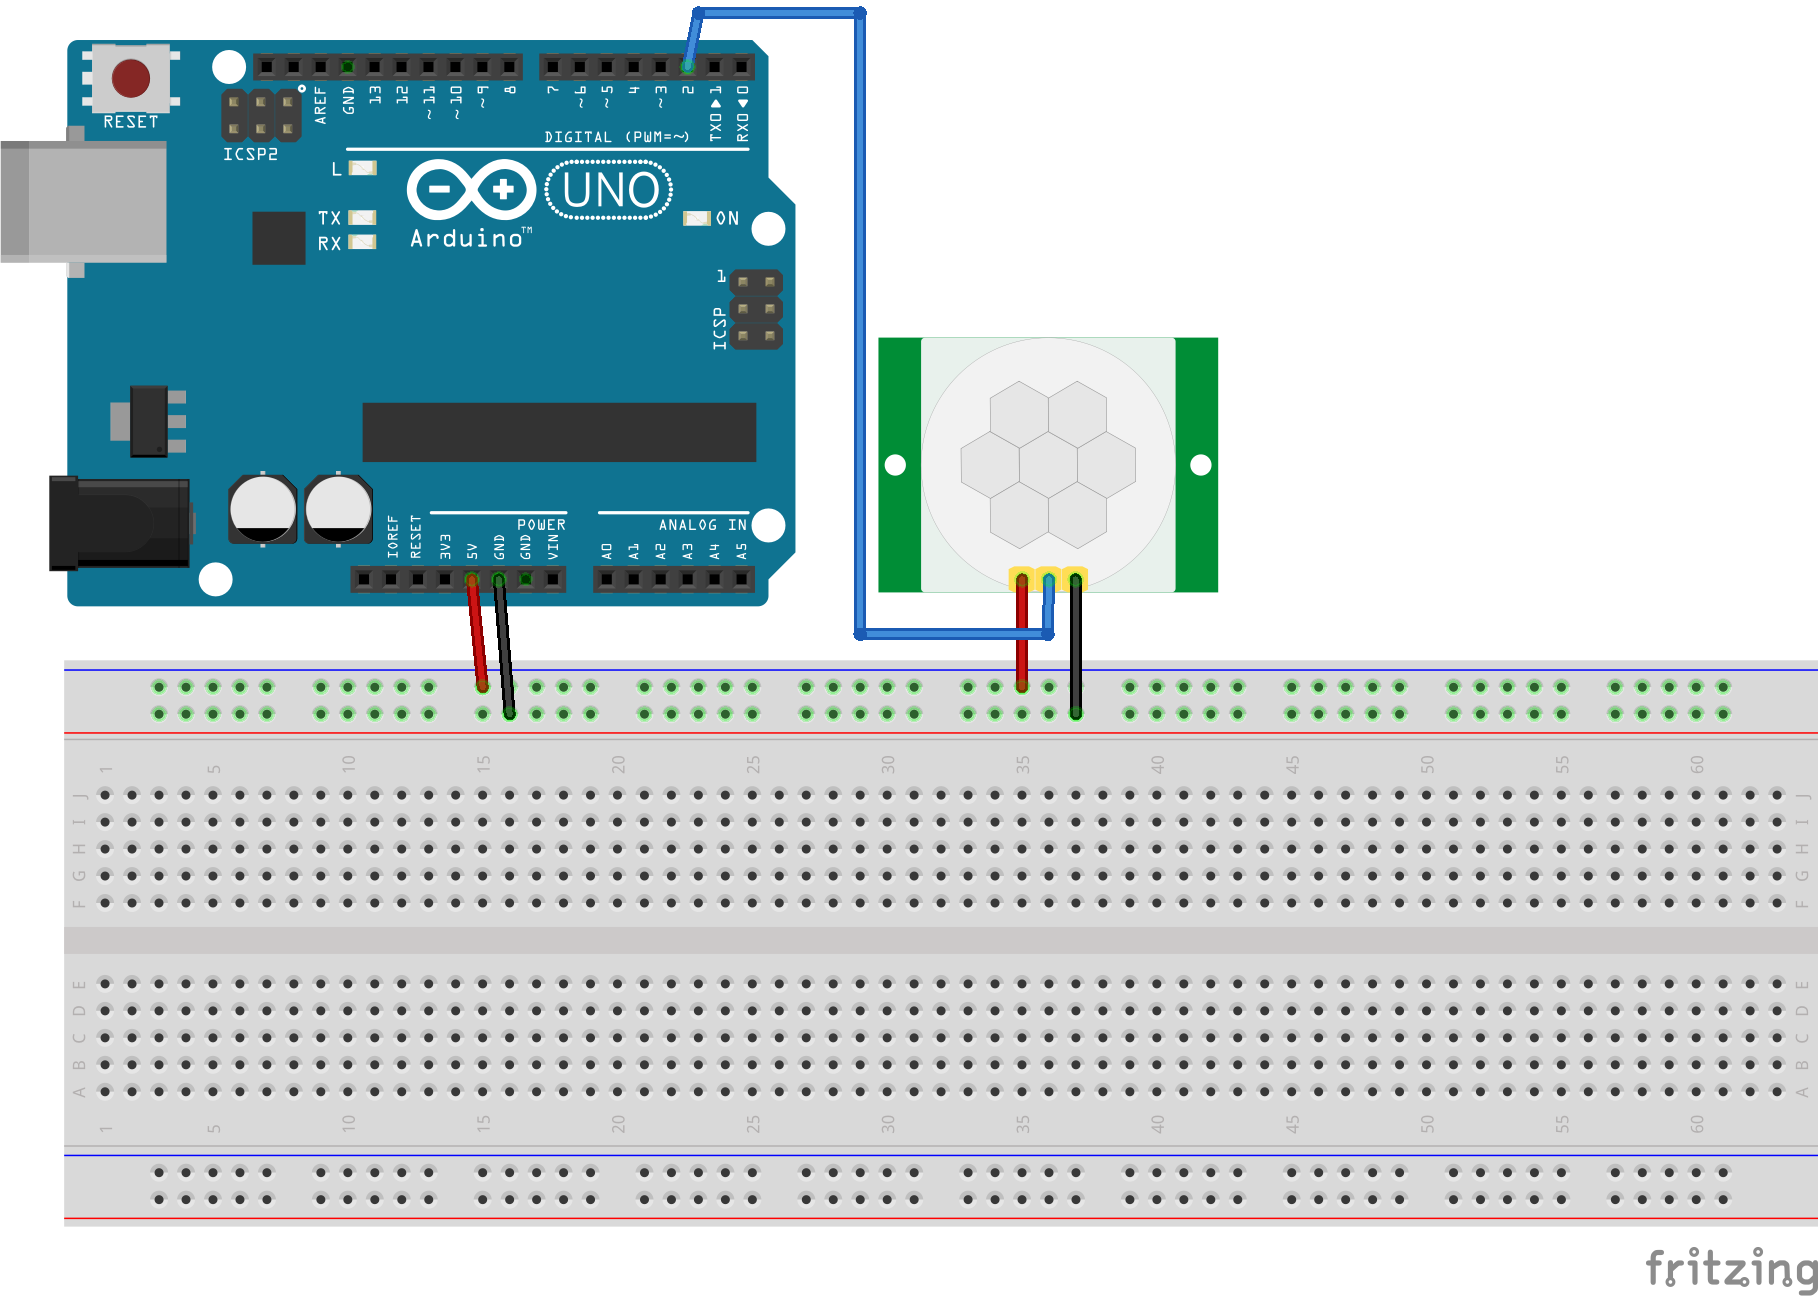 RESET
ICSP2
AREF
GND
13
12
~11
~10
~9
8
7
~6
~5
4
~3
2
TX0 ▶ 1
RX0 ◀ 0
DIGITAL (PWM=~)
L
TX
RX
Arduino™
UNO
ON
1
ICSP
IOREF
RESET
3V3
5V
GND
GND
VIN
POWER
ANALOG IN
A0
A1
A2
A3
A4
A5
1 5 10 15 20 25 30 35 40 45 50 55 60
J J
I I
H H
G G
F F
E E
D D
C C
B B
A A
1 5 10 15 20 25 30 35 40 45 50 55 60
fritzing